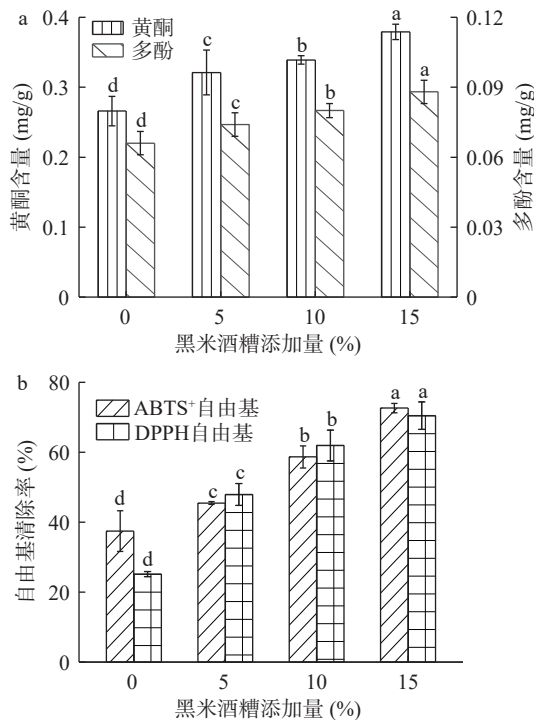 a
黄酮
多酚
0.4
0.3
0.2
0.1
0
黄酮含量 (mg/g)
0.12
0.09
0.06
0.03
0
多酚含量 (mg/g)
d
d
c
c
b
b
a
a
0 5 10 15
黑米酒糟添加量 (%)
b
ABTS⁺自由基
DPPH自由基
80
60
40
20
0
自由基清除率 (%)
d
d
c
c
b
b
a
a
0 5 10 15
黑米酒糟添加量 (%)